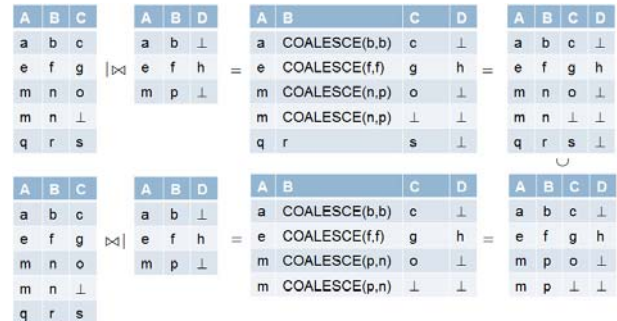 A B C A B D A B C D A B C D
a b c a b ⊥ a COALESCE(b,b) c ⊥ a b c ⊥
e f g |⋈ e f h = e COALESCE(f,f) g h = e f g h
m n o m p ⊥ m COALESCE(n,p) o ⊥ m n o ⊥
m n ⊥ m COALESCE(n,p) ⊥ ⊥ m n ⊥ ⊥
q r s q r s ⊥ q r s ⊥
∪
A B C A B D A B C D A B C D
a b c a b ⊥ a COALESCE(b,b) c ⊥ a b c ⊥
e f g ⋈| e f h = e COALESCE(f,f) g h = e f g h
m n o m p ⊥ m COALESCE(p,n) o ⊥ m p o ⊥
m n ⊥ m COALESCE(p,n) ⊥ ⊥ m p ⊥ ⊥
q r s